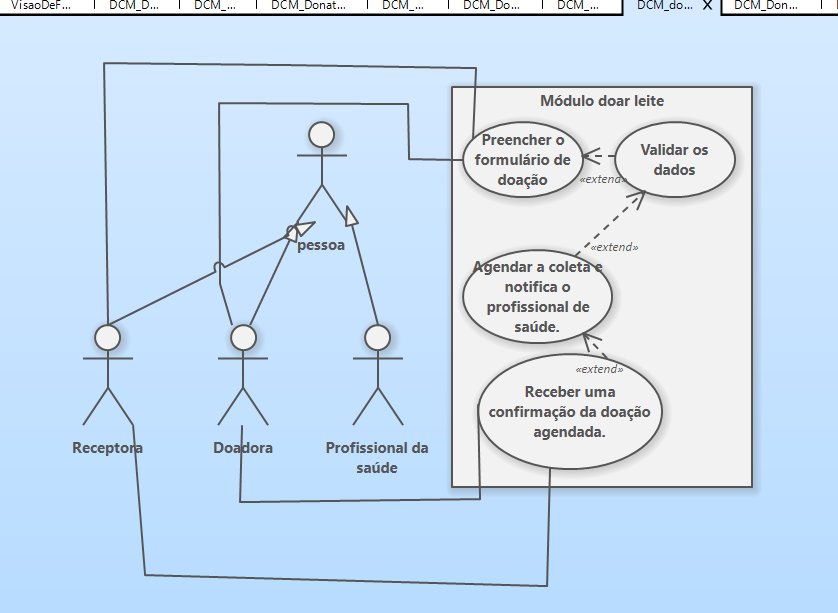 VisaoDeF... DCM_D... DCM_... DCM_Donat... DCM_... DCM_Do... DCM_... DCM_do... X DCM_Don...
Módulo doar leite
Preencher o
formulário de
doação
Validar os
dados
«extend»
pessoa
«extend»
Agendar a coleta e
notifica o
profissional de
saúde.
«extend»
Receber uma
confirmação da doação
agendada.
Receptora
Doadora
Profissional da
saúde